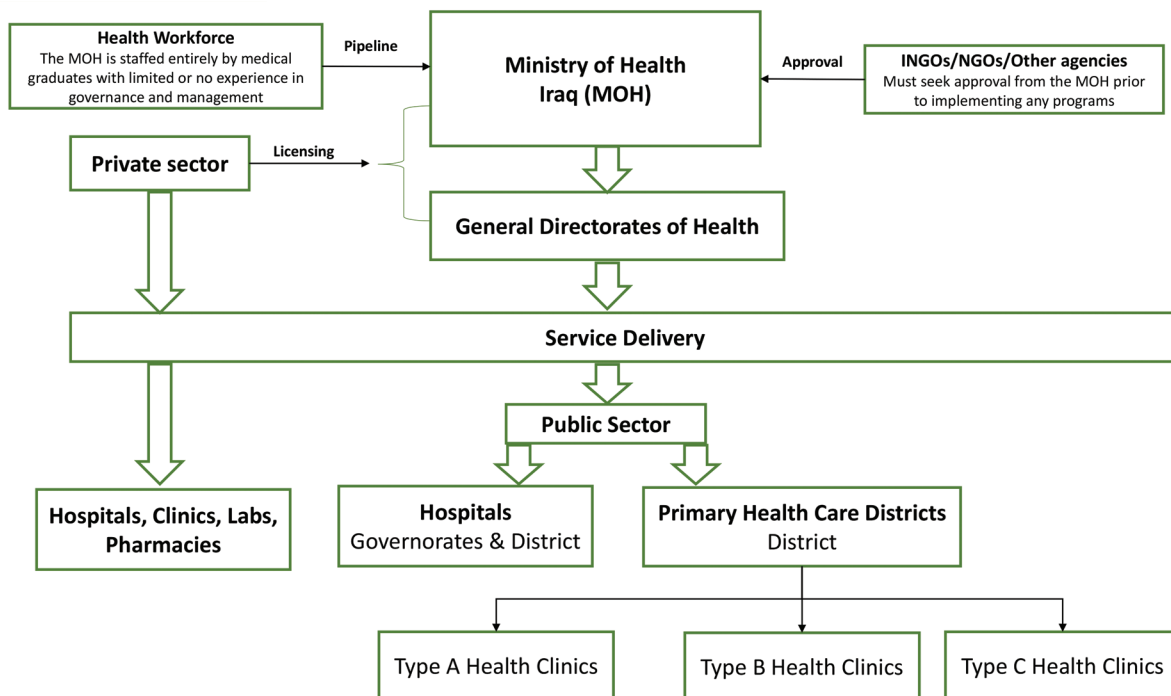 Health Workforce
The MOH is staffed entirely by medical
graduates with limited or no experience in
governance and management
Pipeline
Ministry of Health
Iraq (MOH)
Approval
INGOs/NGOs/Other agencies
Must seek approval from the MOH prior
to implementing any programs
Private sector
Licensing
General Directorates of Health
Service Delivery
Public Sector
Hospitals, Clinics, Labs,
Pharmacies
Hospitals
Governorates & District
Primary Health Care Districts
District
Type A Health Clinics
Type B Health Clinics
Type C Health Clinics